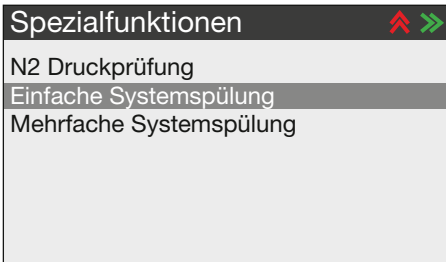 Spezialfunktionen
N2 Druckprüfung
Einfache Systemspülung
Mehrfache Systemspülung